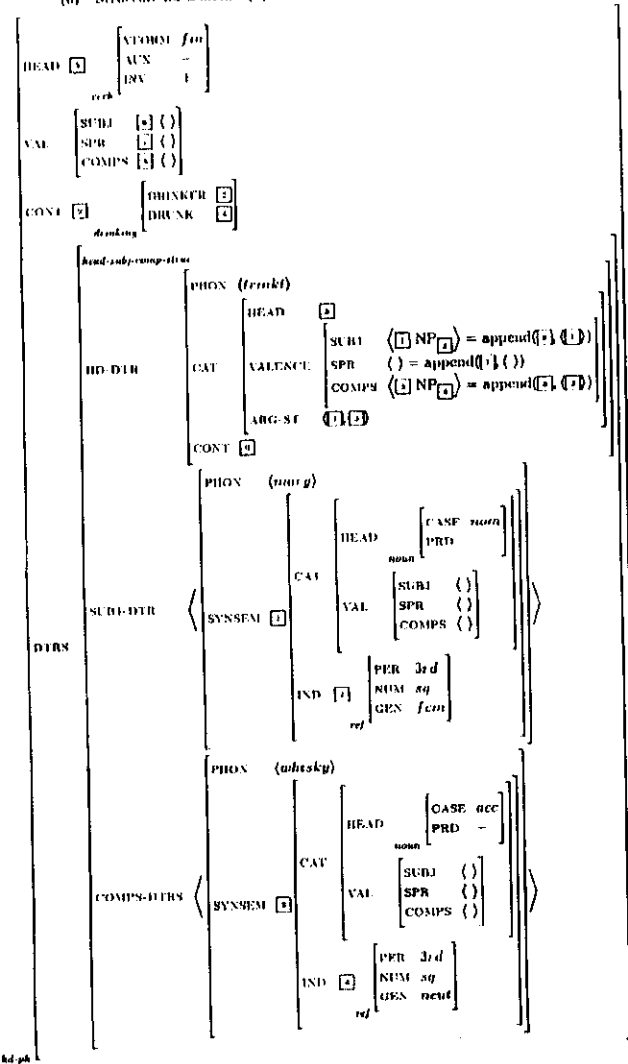 HEAD VFORM fin
AUX –
INV
verb
VAL SUBJ ⟨ ⟩
SPR ⟨ ⟩
COMPS ⟨ ⟩
CONT DRINKER
DRUNK
drinking
head-subj-comp-struc
PHON ⟨trinkt⟩
HEAD
SUBJ ⟨[1] NP⟩ = append(
HD-DTR CAT VALENCE SPR ⟨ ⟩ = append(, ⟨ ⟩)
COMPS ⟨[3] NP[4]⟩ = append(
ARG-ST
CONT
PHON
HEAD CASE nom
PRD
noun
CAT
SUBJ ⟨ ⟩
VAL SPR ⟨ ⟩
COMPS ⟨ ⟩
SUBJ-DTR SYNSEM
DTRS
IND PER 3rd
NUM sg
GEN fem
ref
PHON ⟨whisky⟩
HEAD CASE acc
PRD –
noun
CAT
SUBJ ⟨ ⟩
VAL SPR ⟨ ⟩
COMPS ⟨ ⟩
COMPS-DTRS SYNSEM
IND PER 3rd
NUM sg
GEN neut
ref
hd-ph